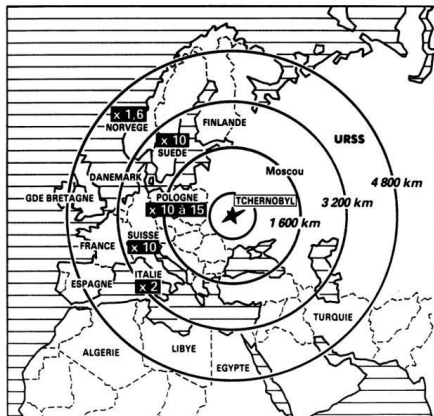 x 1,6
NORVEGE
FINLANDE
x 10
SUEDE
URSS
Moscou
DANEMARK
4 800 km
GDE BRETAGNE
POLOGNE
x 10 à 15
TCHERNOBYL
3 200 km
1 600 km
SUISSE
x 10
FRANCE
ITALIE
x 2
ESPAGNE
TURQUIE
ALGERIE
LIBYE
EGYPTE